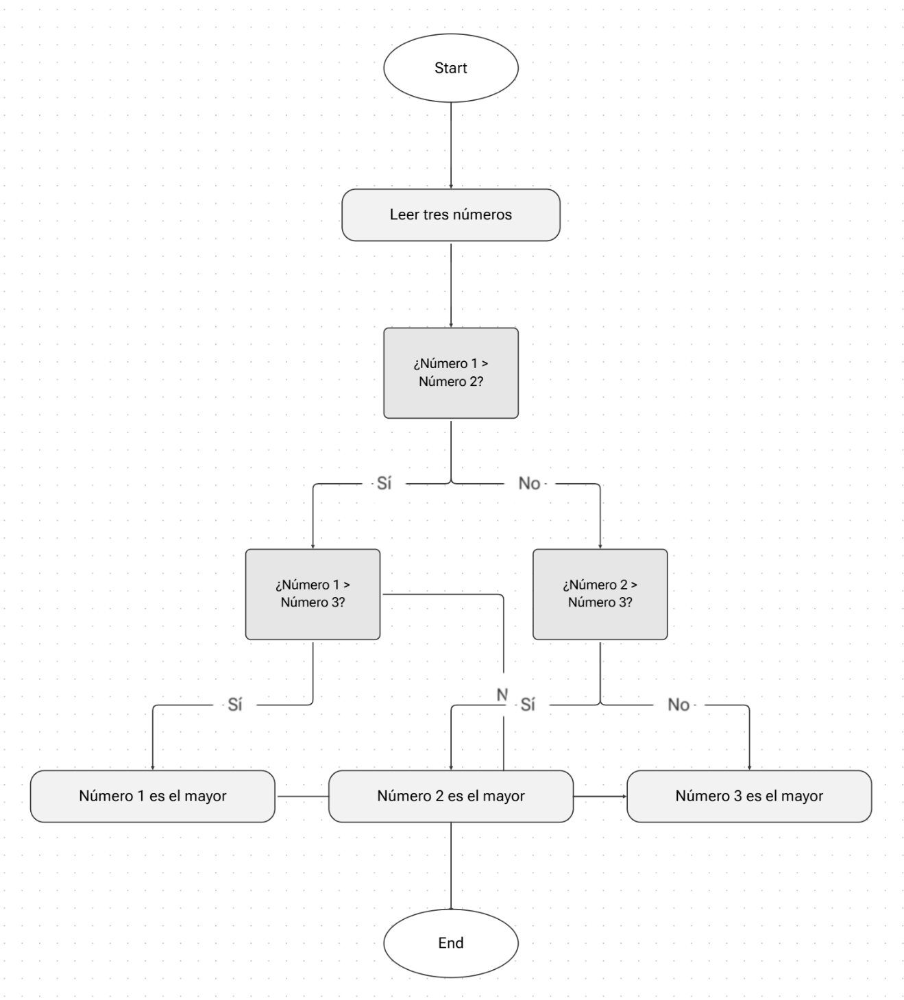 Start
Leer tres números
¿Número 1 >
Número 2?
Sí
No
¿Número 1 >
Número 3?
¿Número 2 >
Número 3?
Sí
N
Sí
No
Número 1 es el mayor
Número 2 es el mayor
Número 3 es el mayor
End